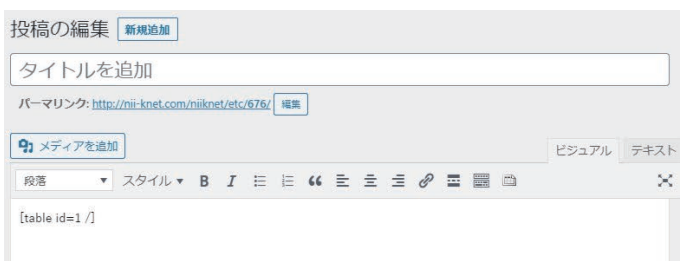 投稿の編集 新規追加
タイトルを追加
パーマリンク: http://nii-knet.com/niiknet/etc/676/ 編集
メディアを追加 ビジュアル テキスト
段落 スタイル B I
[table id=1 /]